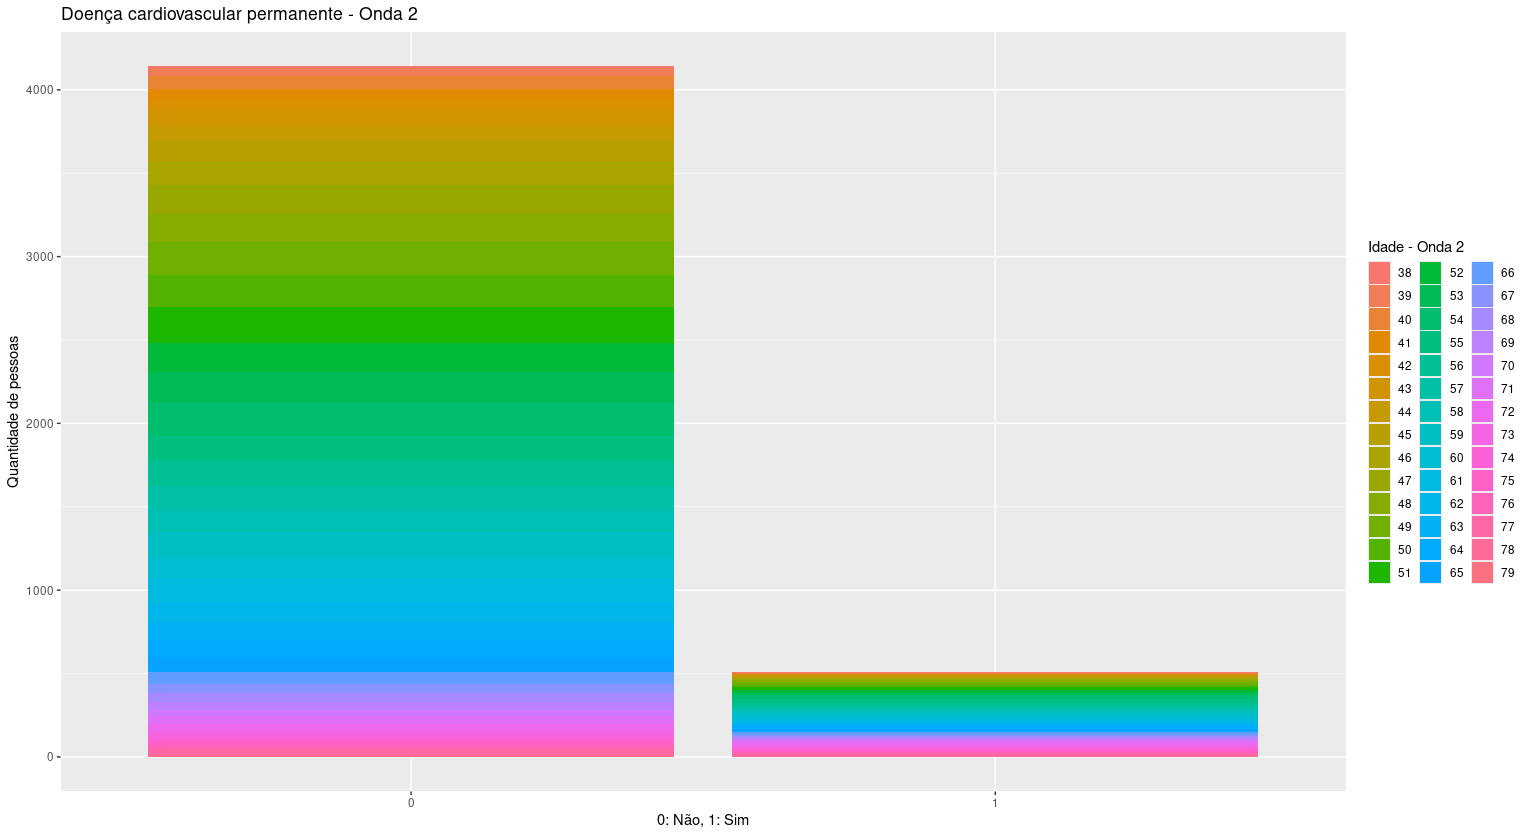 Doença cardiovascular permanente - Onda 2
Quantidade de pessoas
4000
3000
2000
1000
0
0
1
0: Não, 1: Sim
Idade - Onda 2
38 52 66
39 53 67
40 54 68
41 55 69
42 56 70
43 57 71
44 58 72
45 59 73
46 60 74
47 61 75
48 62 76
49 63 77
50 64 78
51 65 79